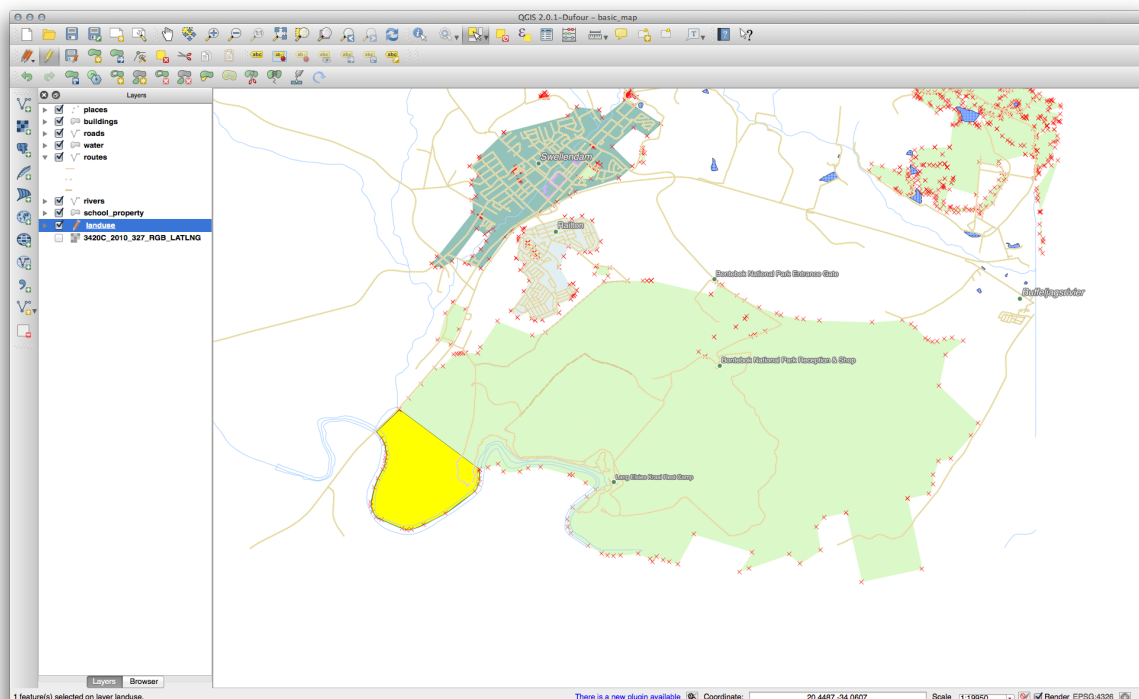 QGIS 2.0.1-Dufour - basic_map
Layers
places
buildings
roads
water
routes
rivers
school_property
landuse
3420C_2010_327_RGB_LATLNG
Swellendam
Railton
Bontebok National Park Entrance Gate
Buffeljagsrivier
Bontebok National Park Reception & Shop
Lang Elsies Kraal Rest Camp
Layers
Browser
1 feature(s) selected on layer landuse.
There is a new plugin available
Coordinate:
20.4487,-34.0607
Scale
1:19950
Render
EPSG:4326